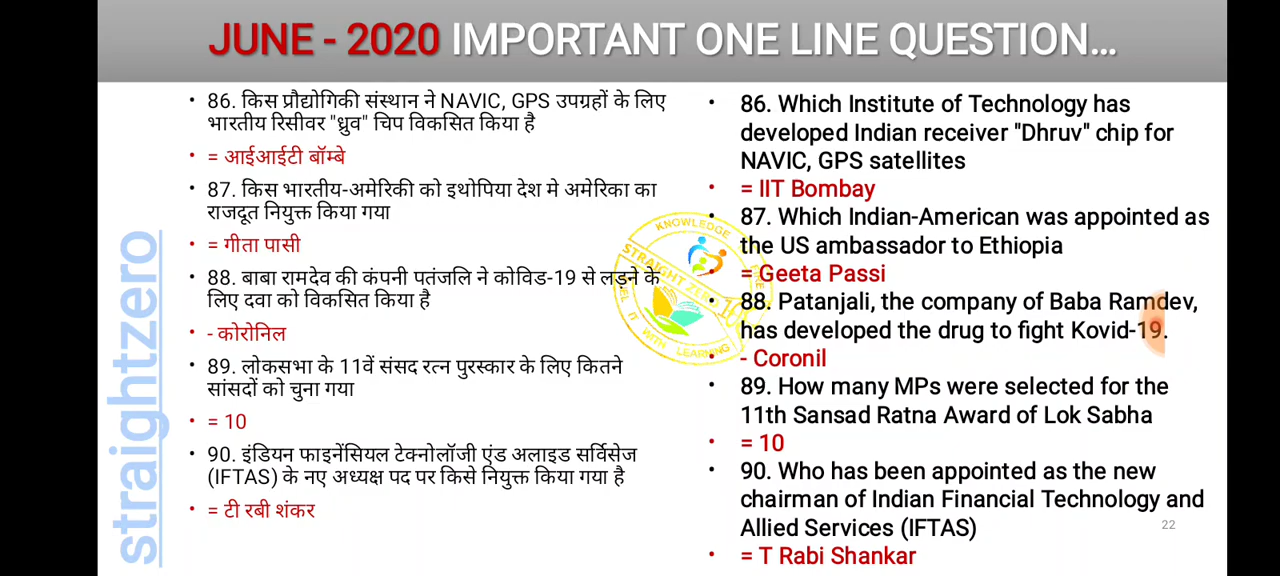 JUNE - 2020 IMPORTANT ONE LINE QUESTION...
• 86. किस प्रौद्योगिकी संस्थान ने NAVIC, GPS उपग्रहों के लिए
भारतीय रिसीवर "ध्रुव" चिप विकसित किया है
• = आईआईटी बॉम्बे
• 87. किस भारतीय-अमेरिकी को इथोपिया देश मे अमेरिका का
राजदूत नियुक्त किया गया
• = गीता पासी
• 88. बाबा रामदेव की कंपनी पतंजलि ने कोविड-19 से लड़ने के
लिए दवा को विकसित किया है
• - कोरोनिल
• 89. लोकसभा के 11वें संसद रत्न पुरस्कार के लिए कितने
सांसदों को चुना गया
• = 10
• 90. इंडियन फाइनेंसियल टेक्नोलॉजी एंड अलाइड सर्विसेज
(IFTAS) के नए अध्यक्ष पद पर किसे नियुक्त किया गया है
• = टी रबी शंकर
• 86. Which Institute of Technology has
developed Indian receiver "Dhruv" chip for
NAVIC, GPS satellites
• = IIT Bombay
• 87. Which Indian-American was appointed as
the US ambassador to Ethiopia
• = Geeta Passi
• 88. Patanjali, the company of Baba Ramdev,
has developed the drug to fight Kovid-19.
• - Coronil
• 89. How many MPs were selected for the
11th Sansad Ratna Award of Lok Sabha
• = 10
• 90. Who has been appointed as the new
chairman of Indian Financial Technology and
Allied Services (IFTAS)
• = T Rabi Shankar
straightzero
KNOWLEDGE
STRAIGHT ZERO
WITH LEARNING
22